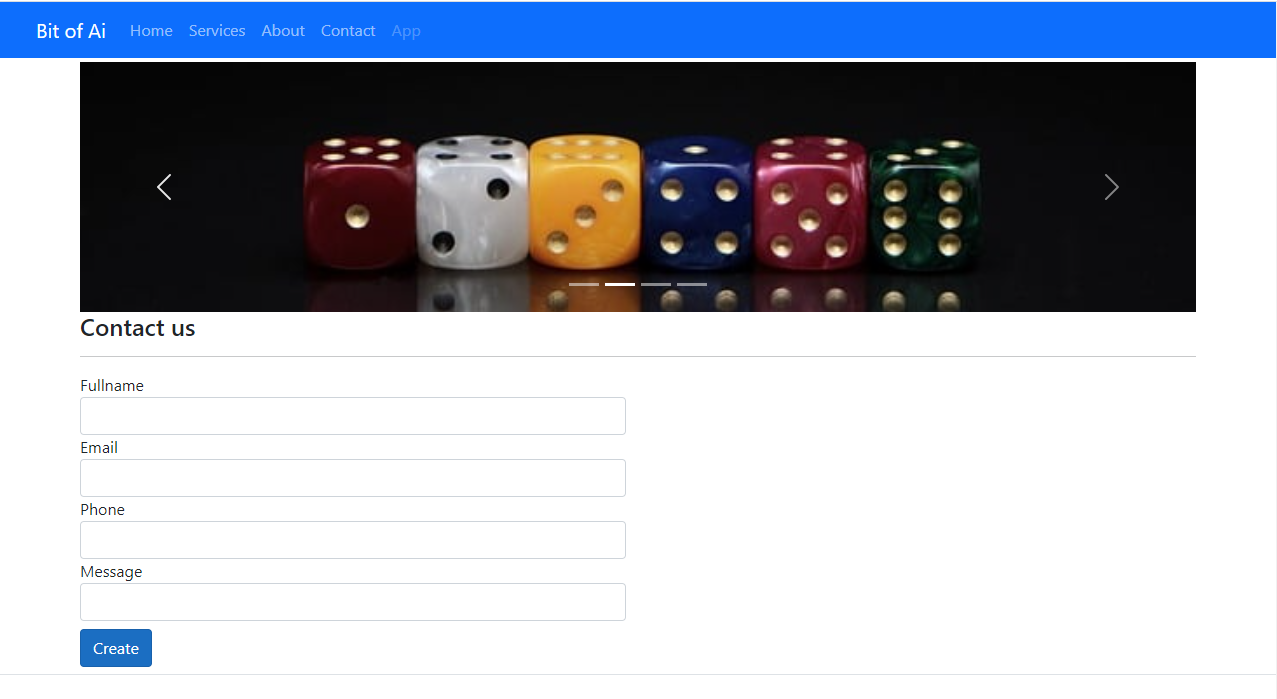 Bit of Ai Home Services About Contact App
Contact us
Fullname
Email
Phone
Message
Create